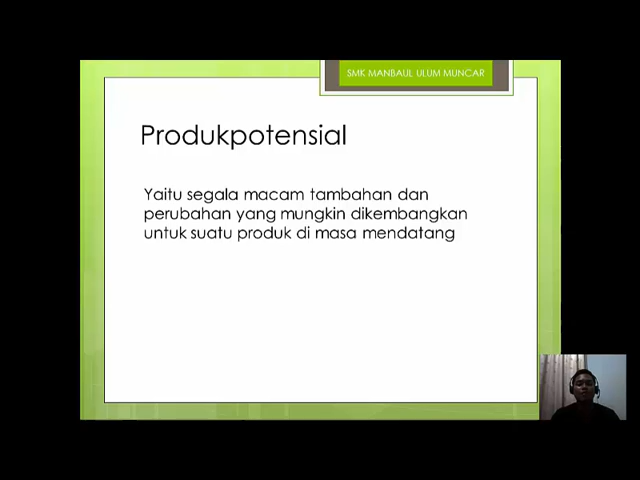 SMK MANBAUL ULUM MUNCAR
Produkpotensial
Yaitu segala macam tambahan dan
perubahan yang mungkin dikembangkan
untuk suatu produk di masa mendatang